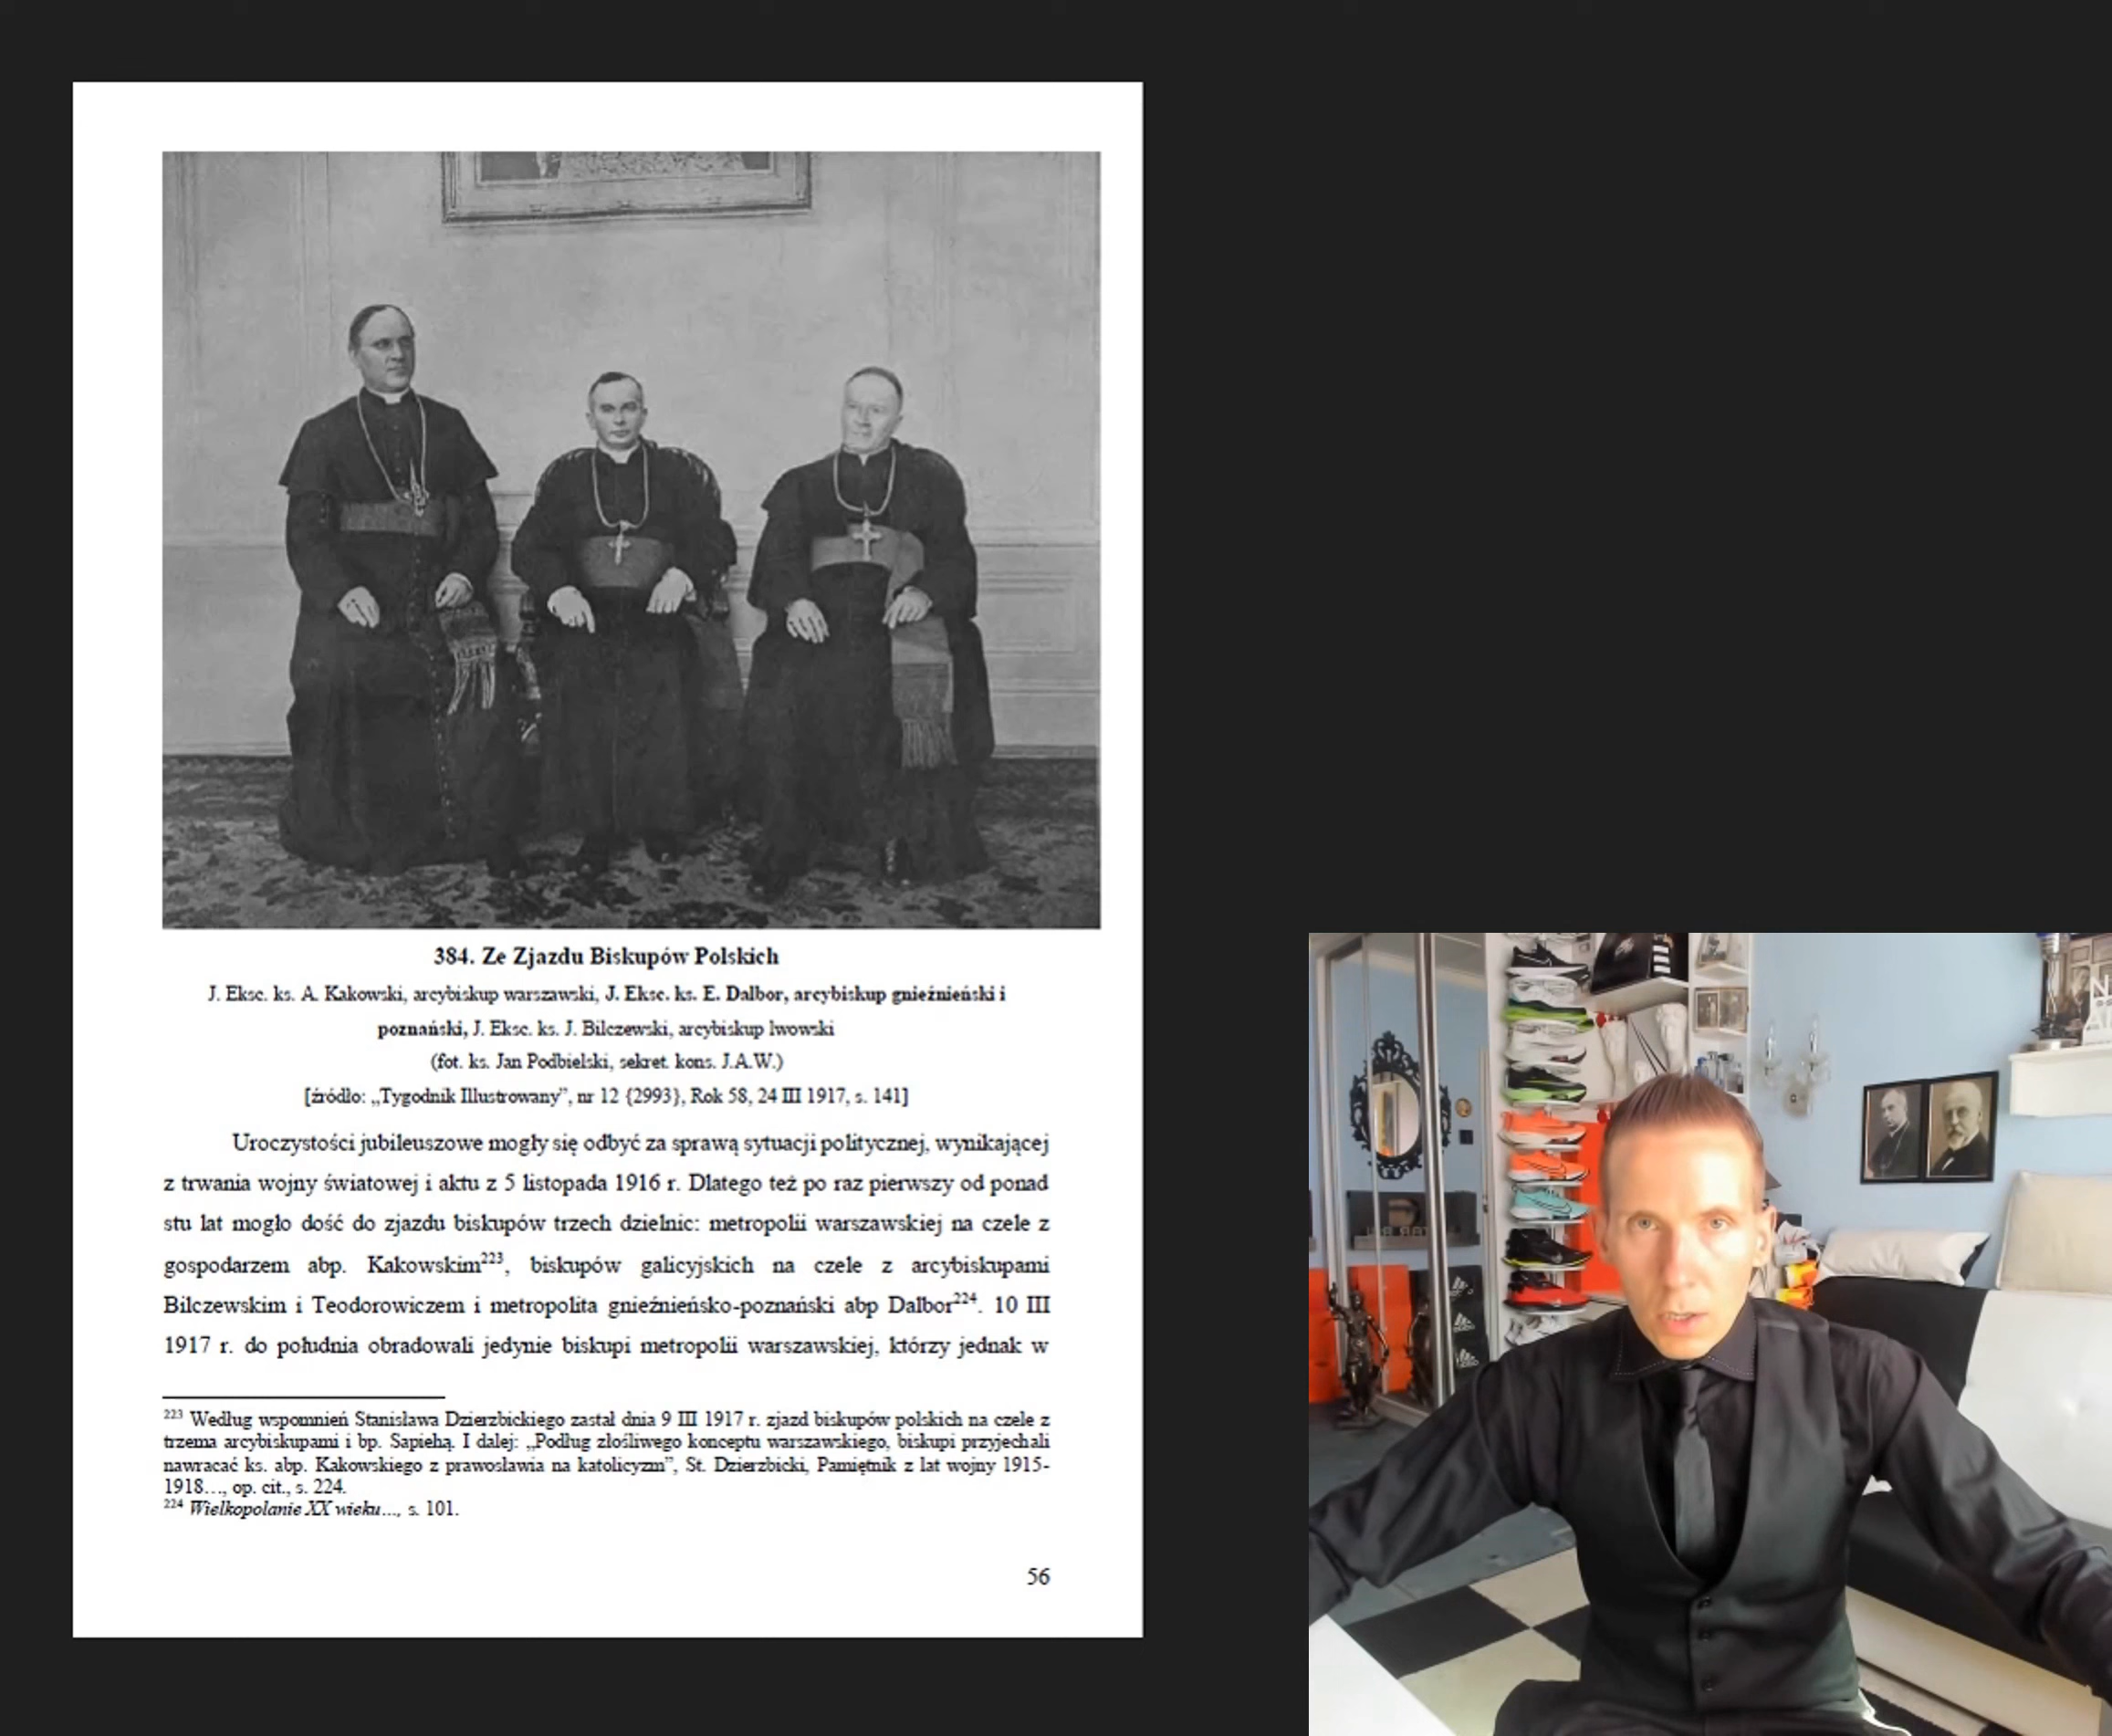 384. Ze Zjazdu Biskupów Polskich
J. Eksc. ks. A. Kakowski, arcybiskup warszawski, J. Eksc. ks. E. Dalbor, arcybiskup gnieźnieński i
poznański, J. Eksc. ks. J. Bilczewski, arcybiskup lwowski
(fot. ks. Jan Podbielski, sekret. kons. J.A.W.)
[źródło: „Tygodnik Illustrowany”, nr 12 {2993}, Rok 58, 24 III 1917, s. 141]
Uroczystości jubileuszowe mogły się odbyć za sprawą sytuacji politycznej, wynikającej
z trwania wojny światowej i aktu z 5 listopada 1916 r. Dlatego też po raz pierwszy od ponad
stu lat mogło dość do zjazdu biskupów trzech dzielnic: metropolii warszawskiej na czele z
gospodarzem abp. Kakowskim223, biskupów galicyjskich na czele z arcybiskupami
Bilczewskim i Teodorowiczem i metropolita gnieźnieńsko-poznański abp Dalbor224. 10 III
1917 r. do południa obradowali jedynie biskupi metropolii warszawskiej, którzy jednak w
223 Według wspomnień Stanisława Dzierzbickiego zastał dnia 9 III 1917 r. zjazd biskupów polskich na czele z
trzema arcybiskupami i bp. Sapiehą. I dalej: „Podług złośliwego konceptu warszawskiego, biskupi przyjechali
nawracać ks. abp. Kakowskiego z prawosławia na katolicyzm”, St. Dzierzbicki, Pamiętnik z lat wojny 1915-
1918…, op. cit., s. 224.
224 Wielkopolanie XX wieku…, s. 101.
56